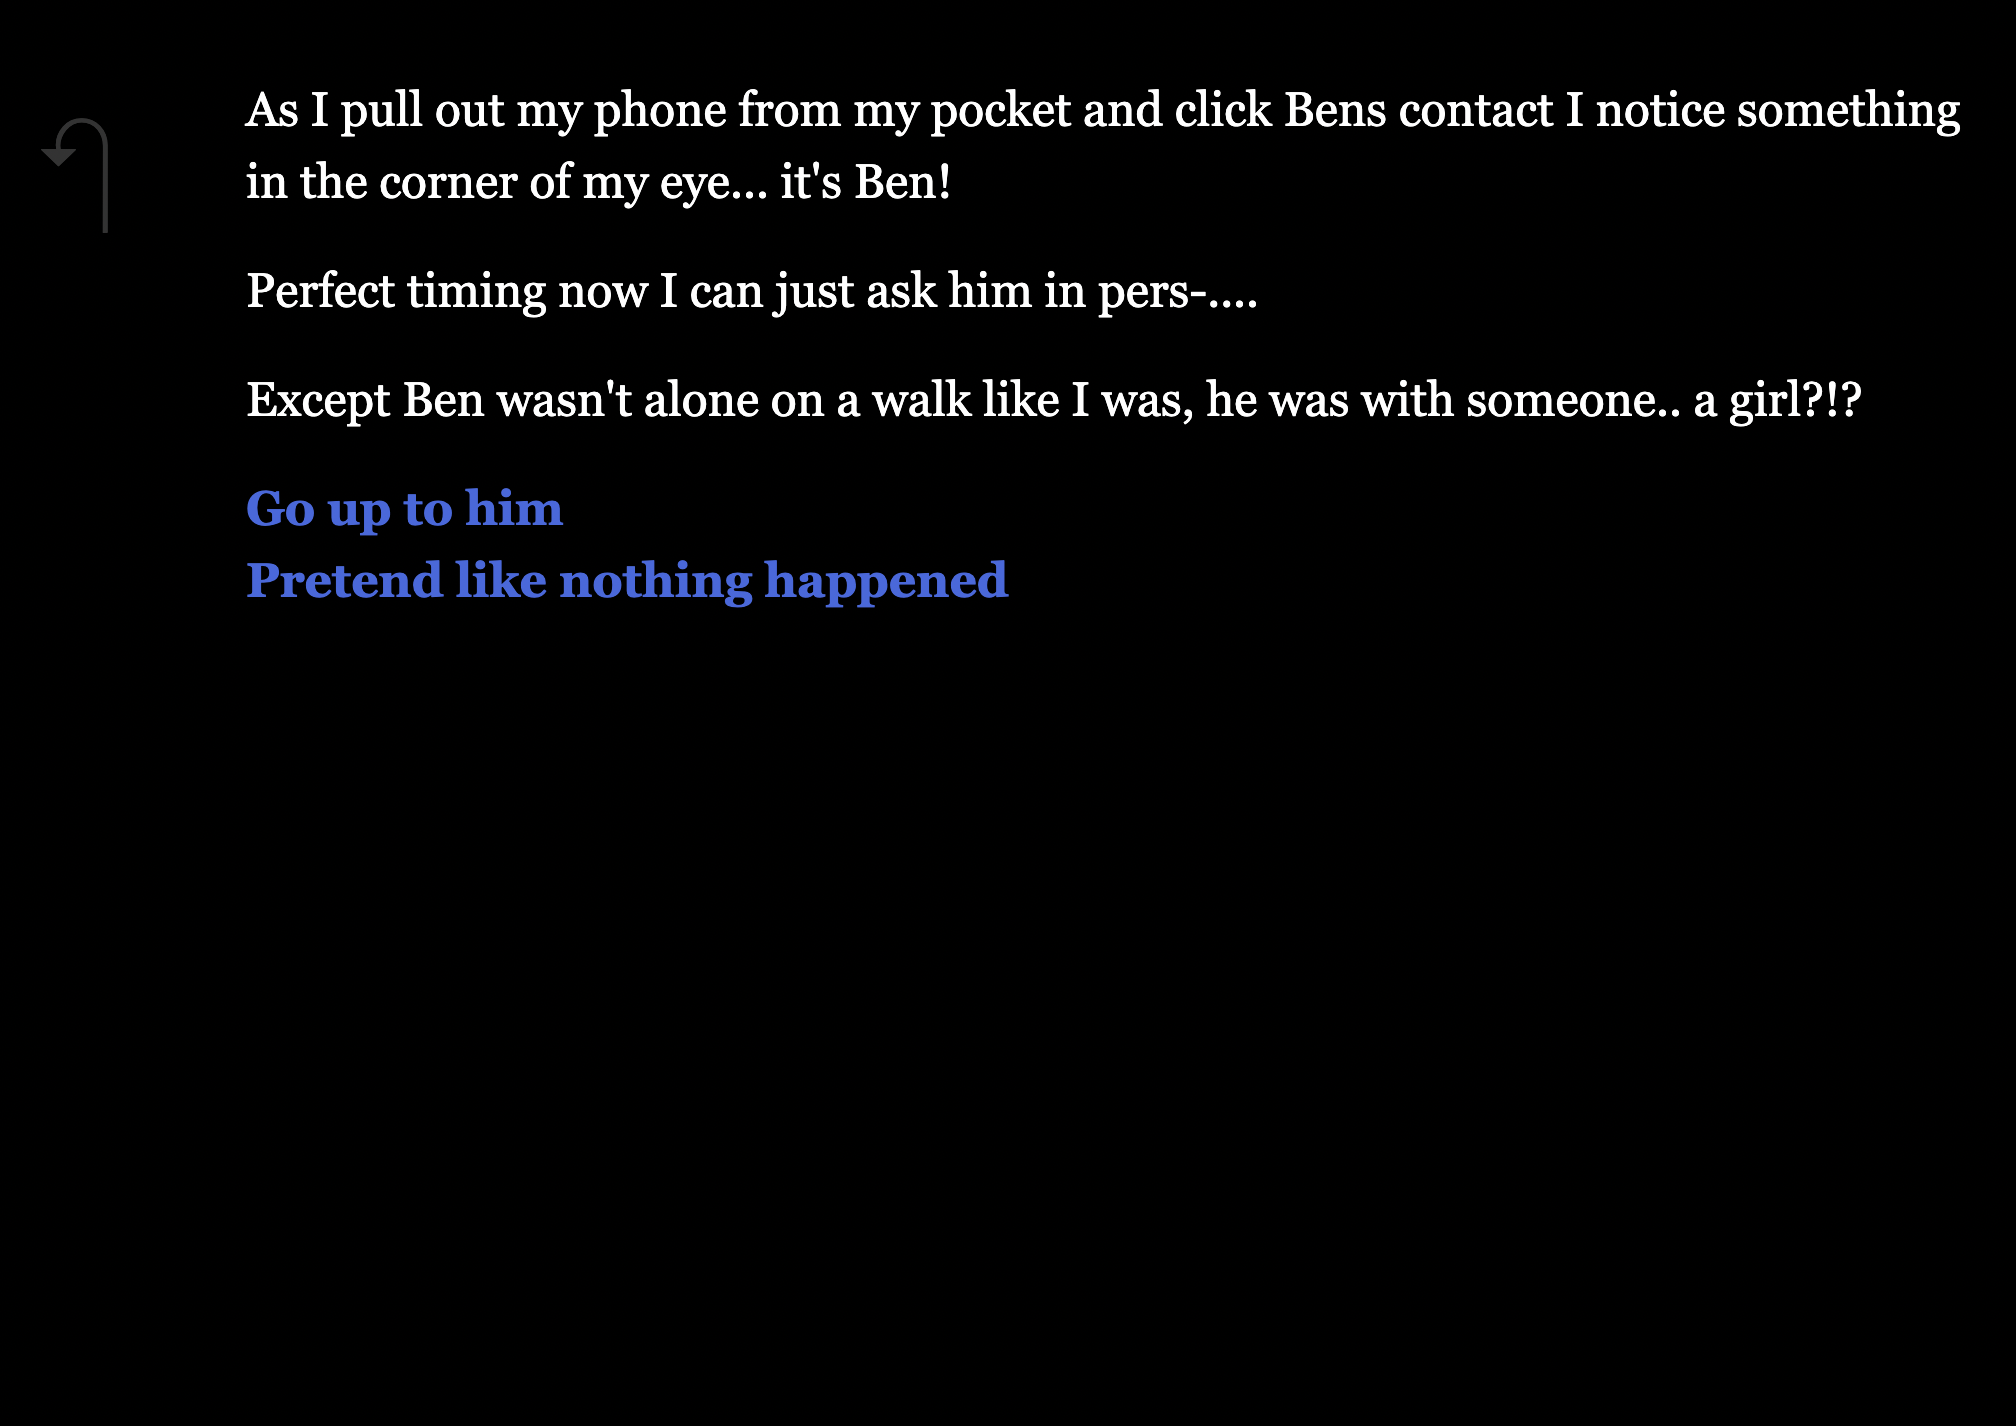 As I pull out my phone from my pocket and click Bens contact I notice something
in the corner of my eye... it's Ben!
Perfect timing now I can just ask him in pers-....
Except Ben wasn't alone on a walk like I was, he was with someone.. a girl?!?
Go up to him
Pretend like nothing happened